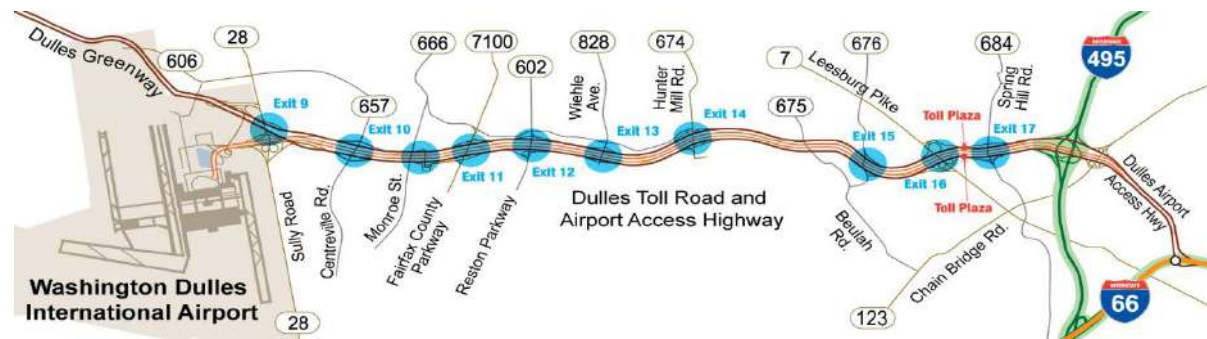 Dulles Greenway
606
28
Exit 9
657
Exit 10
666
7100
602
Exit 11
Exit 12
828
Wiehle
Ave.
Exit 13
674
Hunter
Mill Rd.
Exit 14
7
Leesburg Pike
676
675
Exit 15
Exit 16
Toll Plaza
Toll Plaza
684
Spring
Hill Rd.
Exit 17
INTERSTATE
495
Dulles Airport
Access Hwy
INTERSTATE
66
Sully Road
Centreville Rd.
Monroe St.
Fairfax County
Parkway
Reston Parkway
Dulles Toll Road and
Airport Access Highway
Beulah
Rd.
Chain Bridge Rd.
123
Washington Dulles
International Airport
28